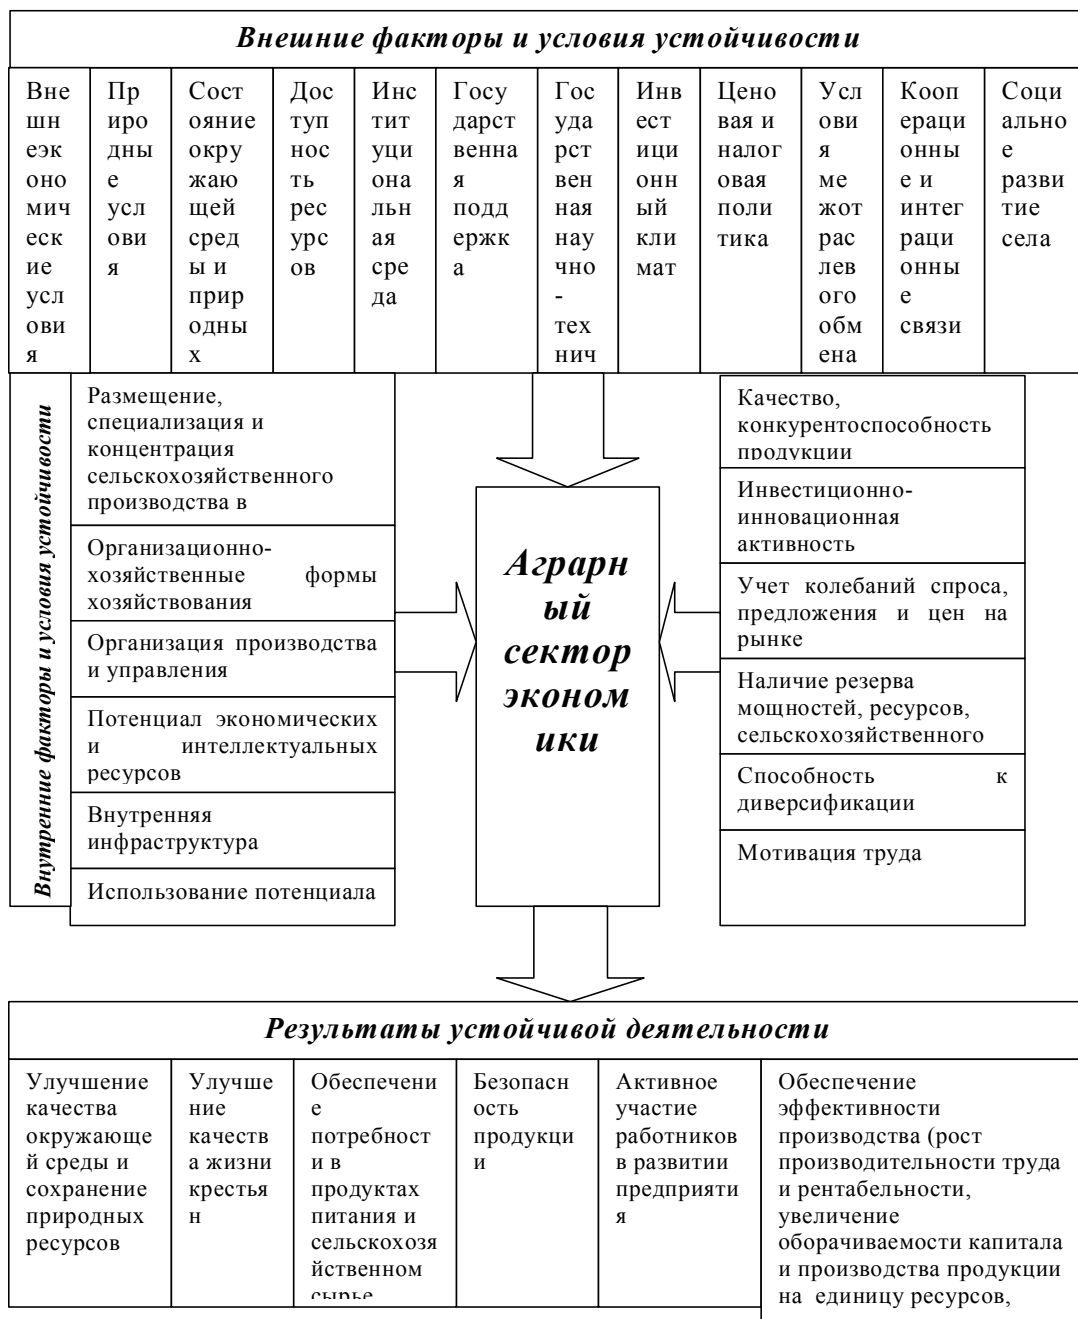 Внешние факторы и условия устойчивости
Вне
шн
еэк
оно
мич
ески
ие
усл
ови
я
Пр
иро
дны
е
усл
ови
я
Сост
ояние
окру
жаю
щей
сред
ы и
прир
одны
х
Дос
туп
нос
ть
рес
урс
ов
Инс
тит
уци
она
льн
ая
сре
да
Госу
дарст
венна
я
подд
ержк
а
Гос
уда
рст
вен
ная
нау
чно
-
тех
нич
Инв
ест
ици
онн
ый
кли
мат
Цено
вая и
налог
овая
поли
тика
Усл
ови
я
ме
жот
рас
лев
ого
обм
ена
Кооп
ераци
онны
е и
интег
раци
онны
е
связи
Соци
ально
е
разви
тие
села
Внутренние факторы и условия устойчивости
Размещение,
специализация и
концентрация
сельскохозяйственного
производства в
Организационно-
хозяйственные формы
хозяйствования
Организация производства
и управления
Потенциал экономических
и интеллектуальных
ресурсов
Внутренняя
инфраструктура
Использование потенциала
Аграрн
ый
сектор
эконом
ики
Качество,
конкурентоспособность
продукции
Инвестиционно-
инновационная
активность
Учет колебаний спроса,
предложения и цен на
рынке
Наличие резерва
мощностей, ресурсов,
сельскохозяйственного
Способность к
диверсификации
Мотивация труда
Результаты устойчивой деятельности
Улучшение
качества
окружающе
й среды и
сохранение
природных
ресурсов
Улучше
ние
качеств
а жизни
крестья
н
Обеспечени
е
потребност
и в
продуктах
питания и
сельскохозя
йственном
сырье
Безопасн
ость
продукци
и
Активное
участие
работников
в развитии
предприяти
я
Обеспечение
эффективности
производства (рост
производительности труда
и рентабельности,
увеличение
оборачиваемости капитала
и производства продукции
на единицу ресурсов,